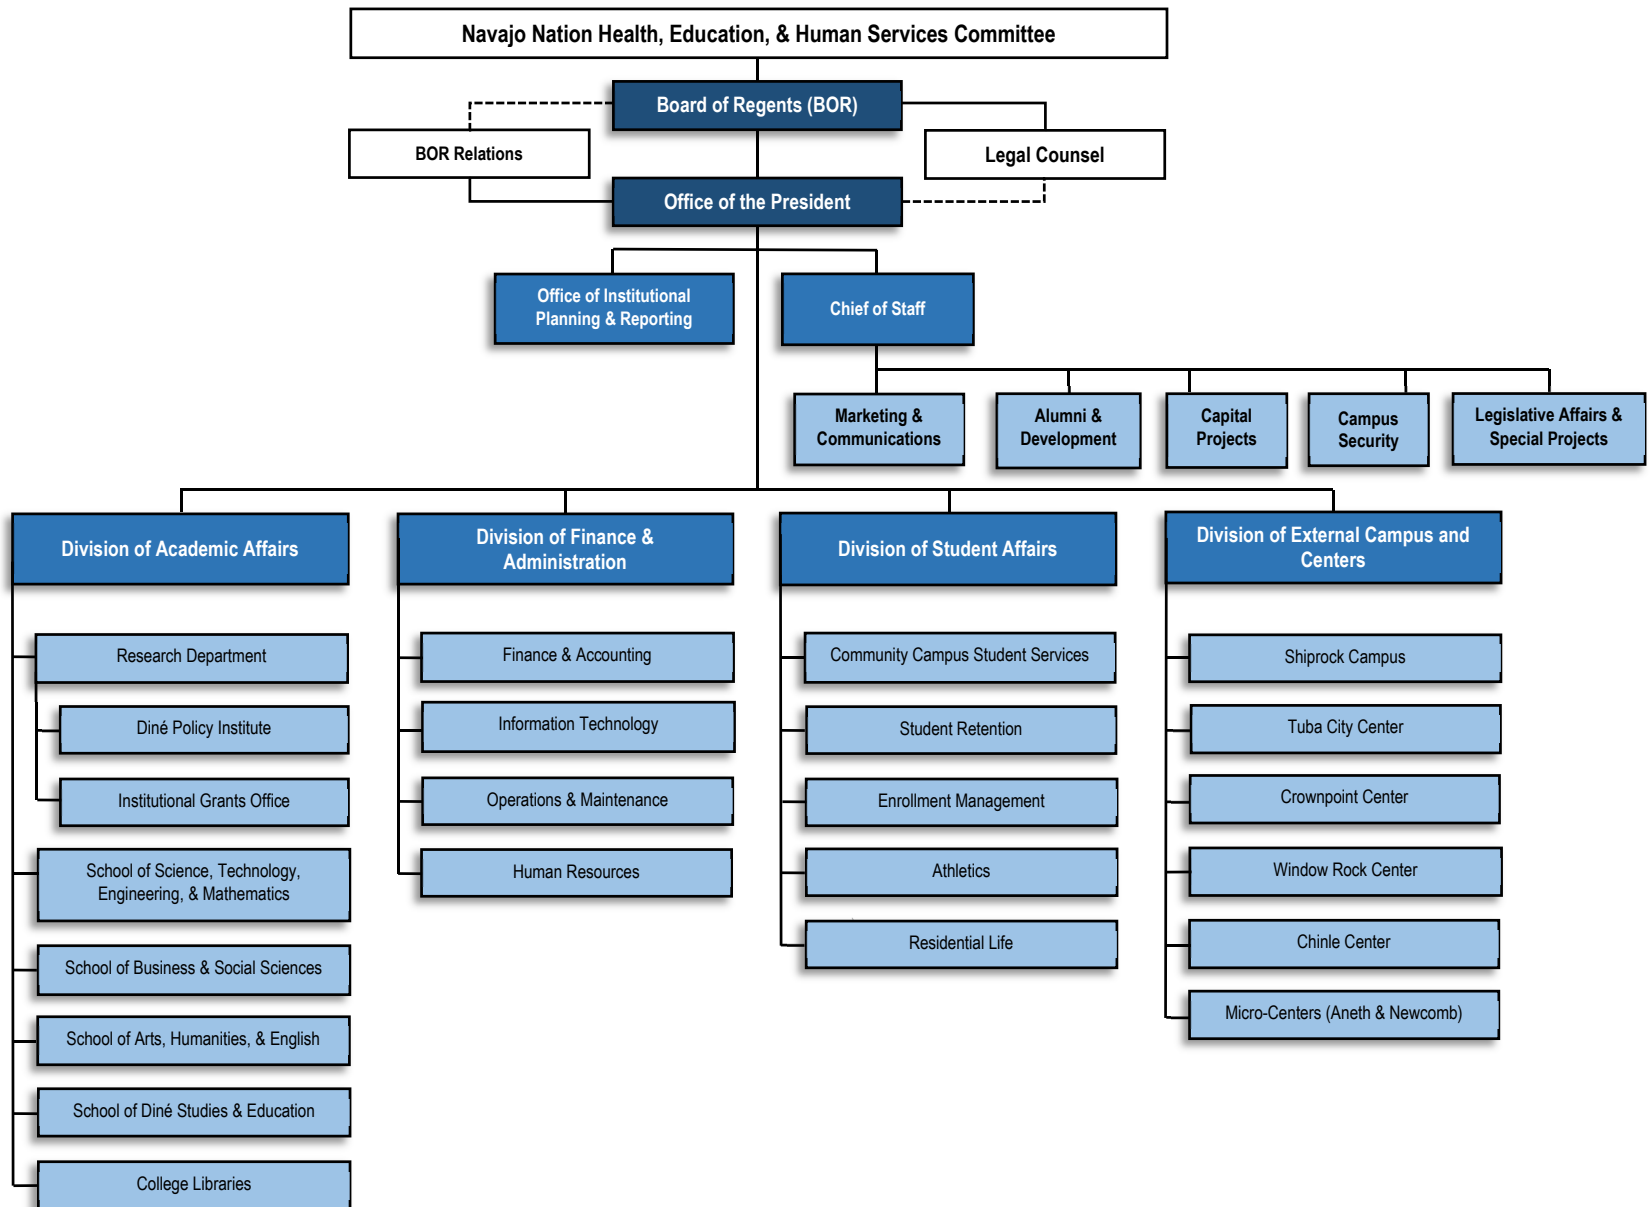 Navajo Nation Health, Education, & Human Services Committee
Board of Regents (BOR)
BOR Relations
Legal Counsel
Office of the President
Office of Institutional
Planning & Reporting
Chief of Staff
Marketing &
Communications
Alumni &
Development
Capital
Projects
Campus
Security
Legislative Affairs &
Special Projects
Division of Academic Affairs
Research Department
Diné Policy Institute
Institutional Grants Office
School of Science, Technology,
Engineering, & Mathematics
School of Business & Social Sciences
School of Arts, Humanities, & English
School of Diné Studies & Education
College Libraries
Division of Finance &
Administration
Finance & Accounting
Information Technology
Operations & Maintenance
Human Resources
Division of Student Affairs
Community Campus Student Services
Student Retention
Enrollment Management
Athletics
Residential Life
Division of External Campus and
Centers
Shiprock Campus
Tuba City Center
Crownpoint Center
Window Rock Center
Chinle Center
Micro-Centers (Aneth & Newcomb)